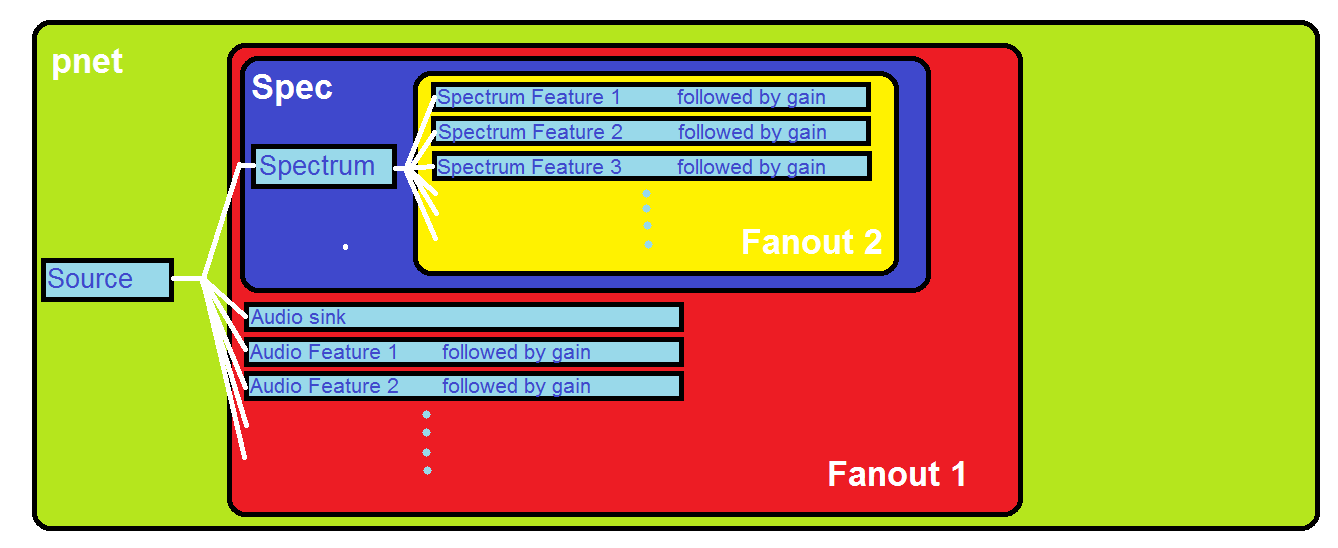 pnet
Spec
Spectrum Feature 1 followed by gain
Spectrum Feature 2 followed by gain
Spectrum Feature 3 followed by gain
Spectrum
Fanout 2
Source
Audio sink
Audio Feature 1 followed by gain
Audio Feature 2 followed by gain
Fanout 1